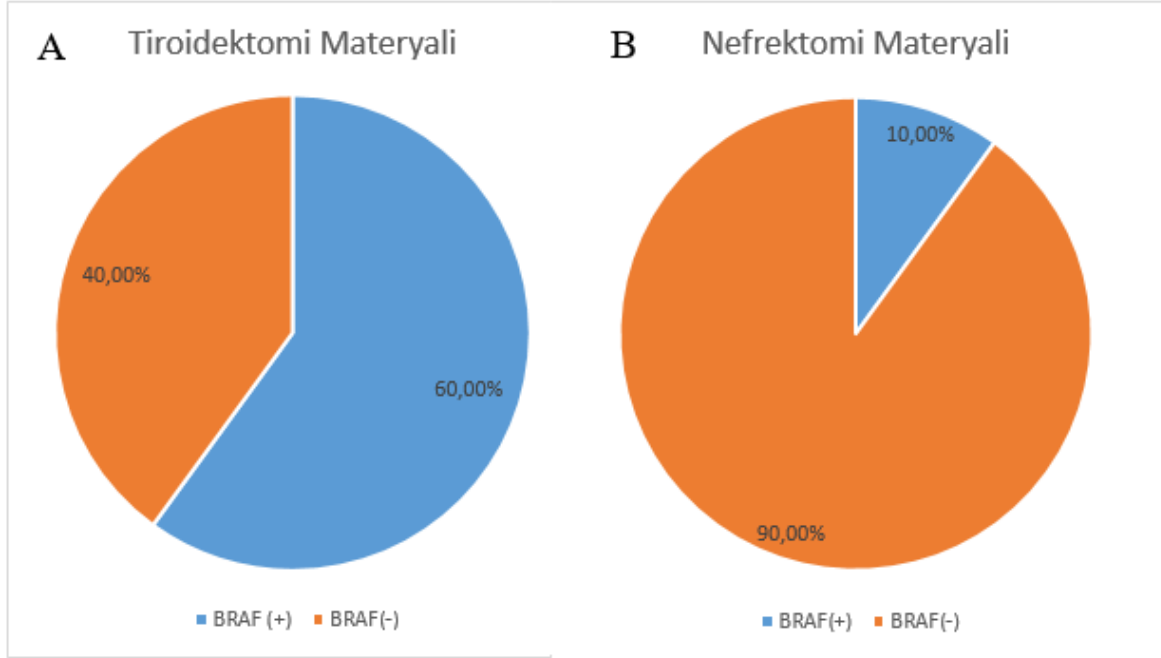 A
Tiroidektomi Materyali
40,00%
60,00%
BRAF (+) BRAF(-)
B
Nefrektomi Materyali
10,00%
90,00%
BRAF(+) BRAF(-)